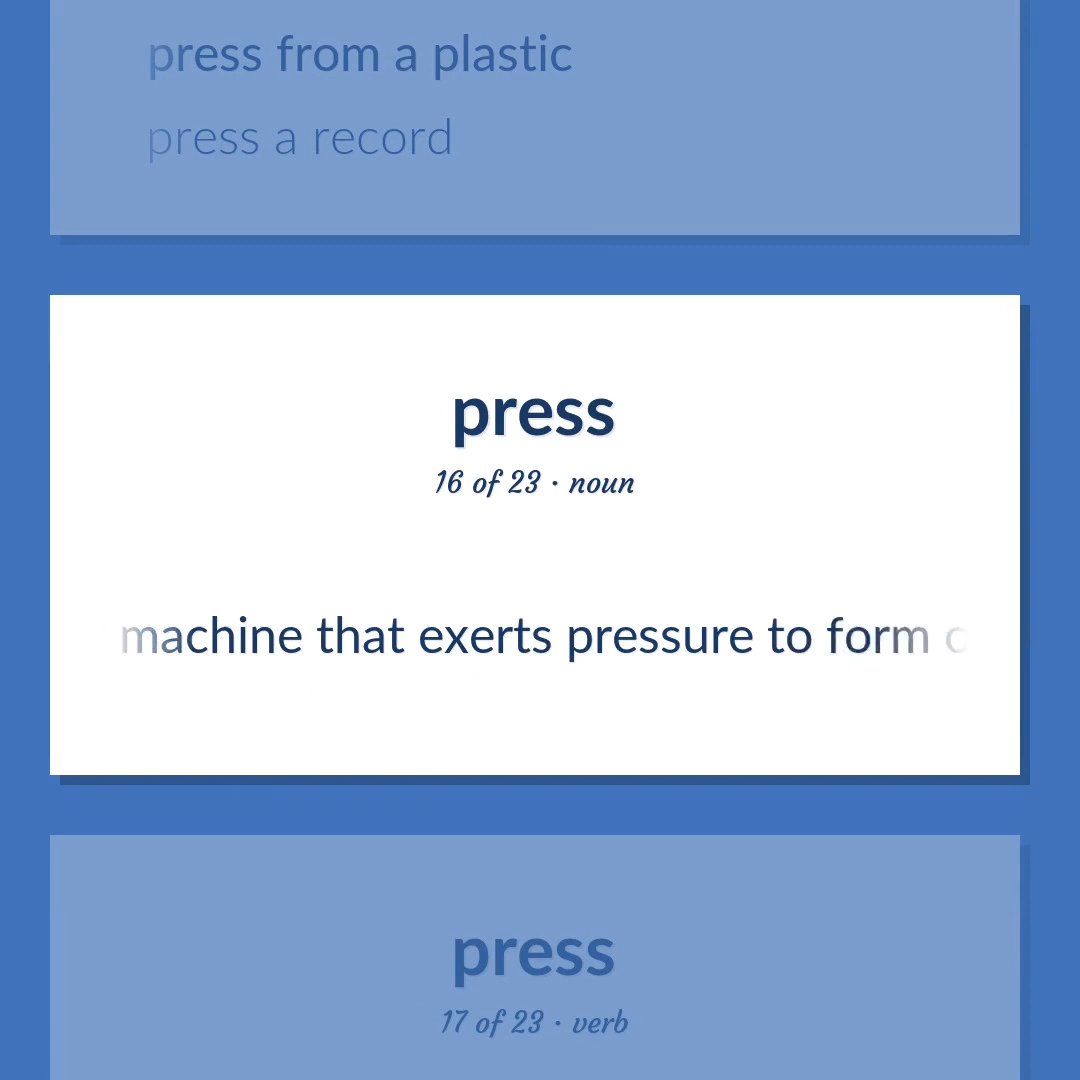 press from a plastic
press a record
press
16 of 23 · noun
machine that exerts pressure to form
press
17 of 23 · verb